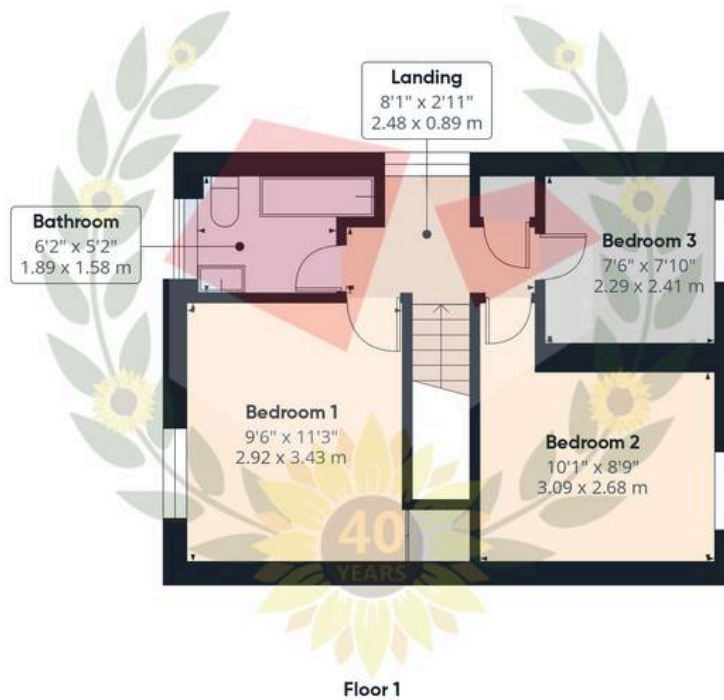 Landing
8'1" x 2'11"
2.48 x 0.89 m
Bathroom
6'2" x 5'2"
1.89 x 1.58 m
Bedroom 3
7'6" x 7'10"
2.29 x 2.41 m
Bedroom 1
9'6" x 11'3"
2.92 x 3.43 m
Bedroom 2
10'1" x 8'9"
3.09 x 2.68 m
40
YEARS
Floor 1